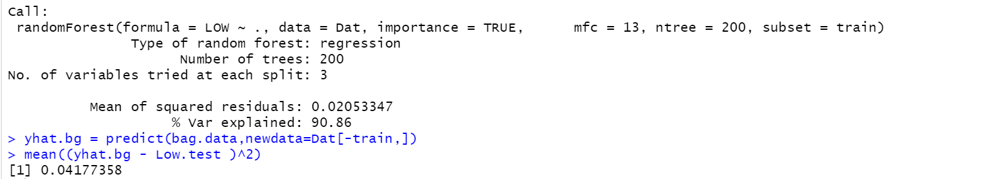 Call:
 randomForest(formula = LOW ~ ., data = Dat, importance = TRUE,      mfc = 13, ntree = 200, subset = train)
               Type of random forest: regression
                     Number of trees: 200
No. of variables tried at each split: 3

          Mean of squared residuals: 0.02053347
                    % Var explained: 90.86
> yhat.bg = predict(bag.data,newdata=Dat[-train,])
> mean((yhat.bg - Low.test )^2)
[1] 0.04177358